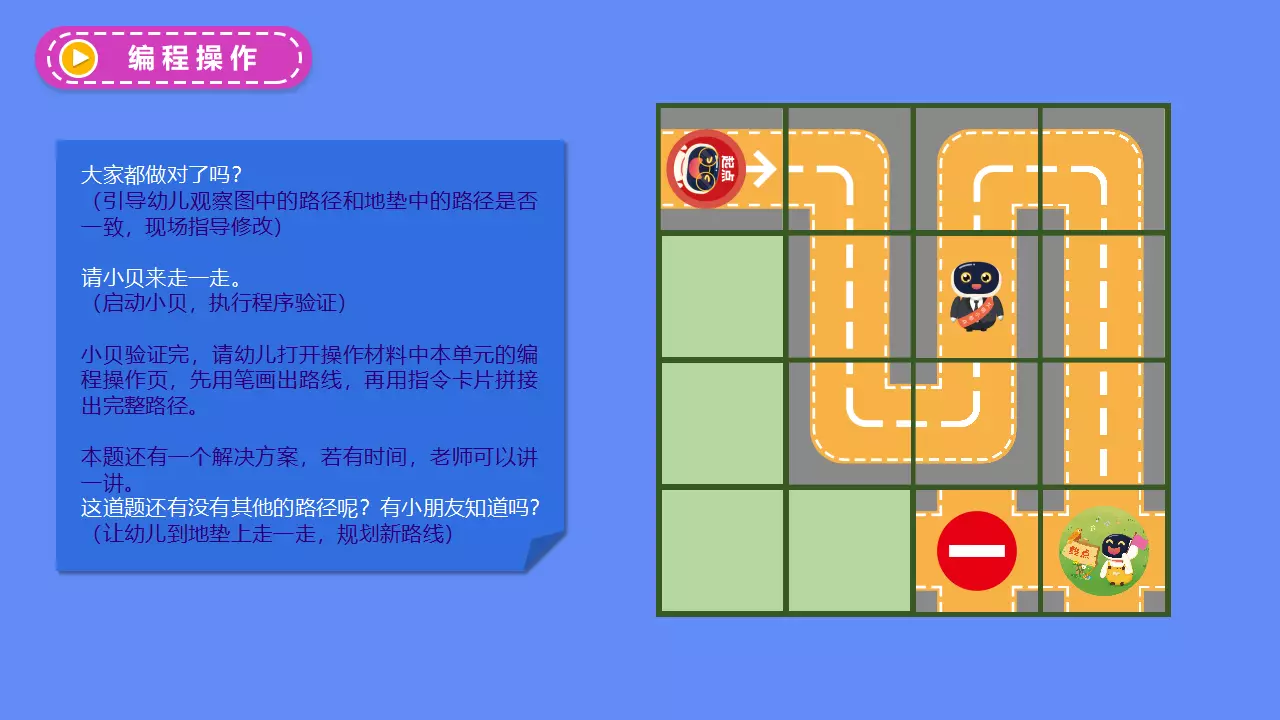 编程操作
大家都做对了吗?
（引导幼儿观察图中的路径和地垫中的路径是否
一致，现场指导修改）
请小贝来走一走。
（启动小贝，执行程序验证）
小贝验证完，请幼儿打开操作材料中本单元的编
程操作页，先用笔画出路线，再用指令卡片拼接
出完整路径。
本题还有一个解决方案，若有时间，老师可以讲
一讲。
这道题还有没有其他的路径呢？有小朋友知道吗?
（让幼儿到地垫上走一走，规划新路线）
起点
终点